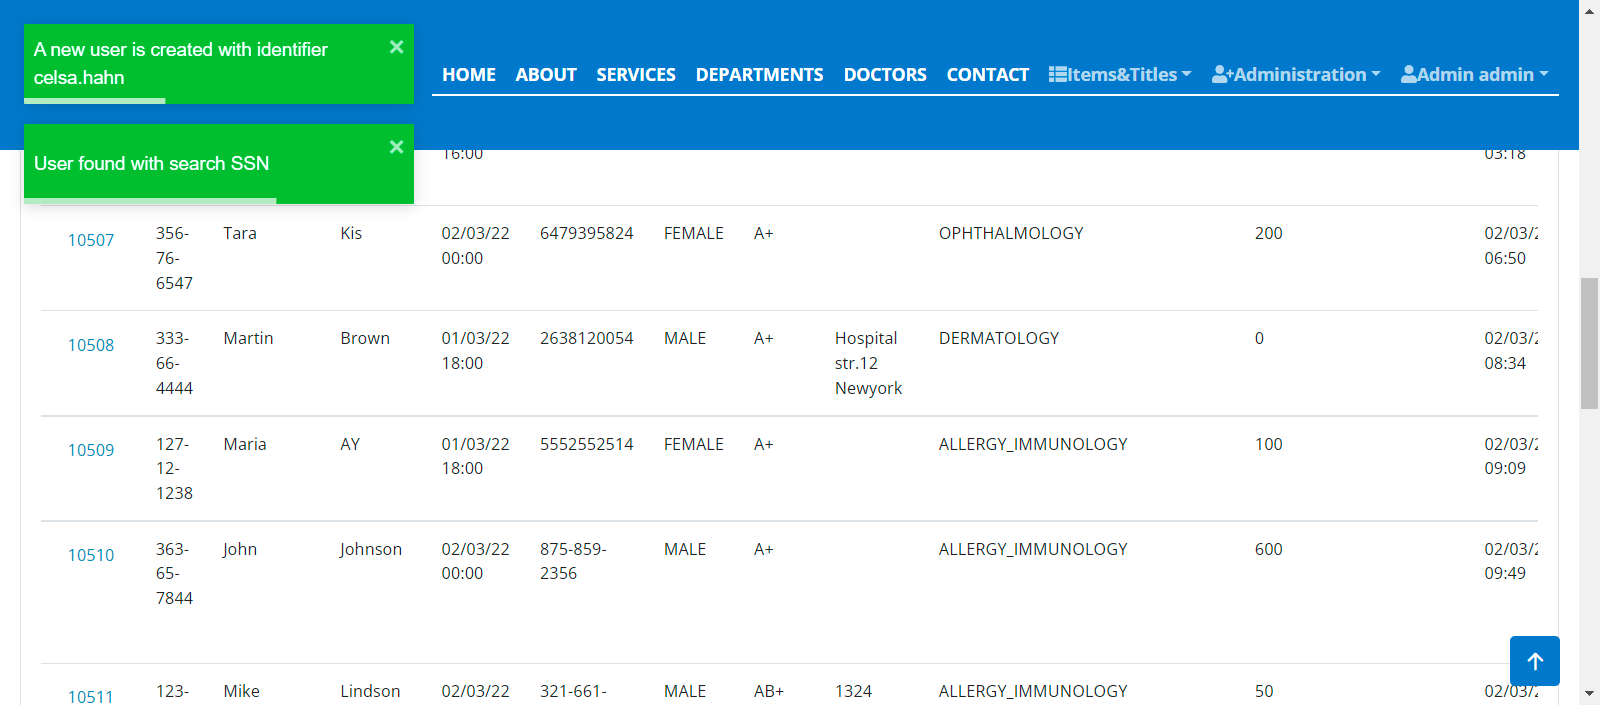 A new user is created with identifier
celsa.hahn
User found with search SSN
HOME ABOUT SERVICES DEPARTMENTS DOCTORS CONTACT Items&Titles Administration Admin admin
16:00 03:18
10507 356- Tara Kis 02/03/22 6479395824 FEMALE A+ OPHTHALMOLOGY 200 02/03/2
76- 00:00 06:50
6547
10508 333- Martin Brown 01/03/22 2638120054 MALE A+ Hospital DERMATOLOGY 0 02/03/2
66- 18:00 str.12 08:34
4444 Newyork
10509 127- Maria AY 01/03/22 5552552514 FEMALE A+ ALLERGY_IMMUNOLOGY 100 02/03/2
12- 18:00 09:09
1238
10510 363- John Johnson 02/03/22 875-859- MALE A+ ALLERGY_IMMUNOLOGY 600 02/03/2
65- 00:00 2356 09:49
7844
10511 123- Mike Lindson 02/03/22 321-661- MALE AB+ 1324 ALLERGY_IMMUNOLOGY 50 02/03/2